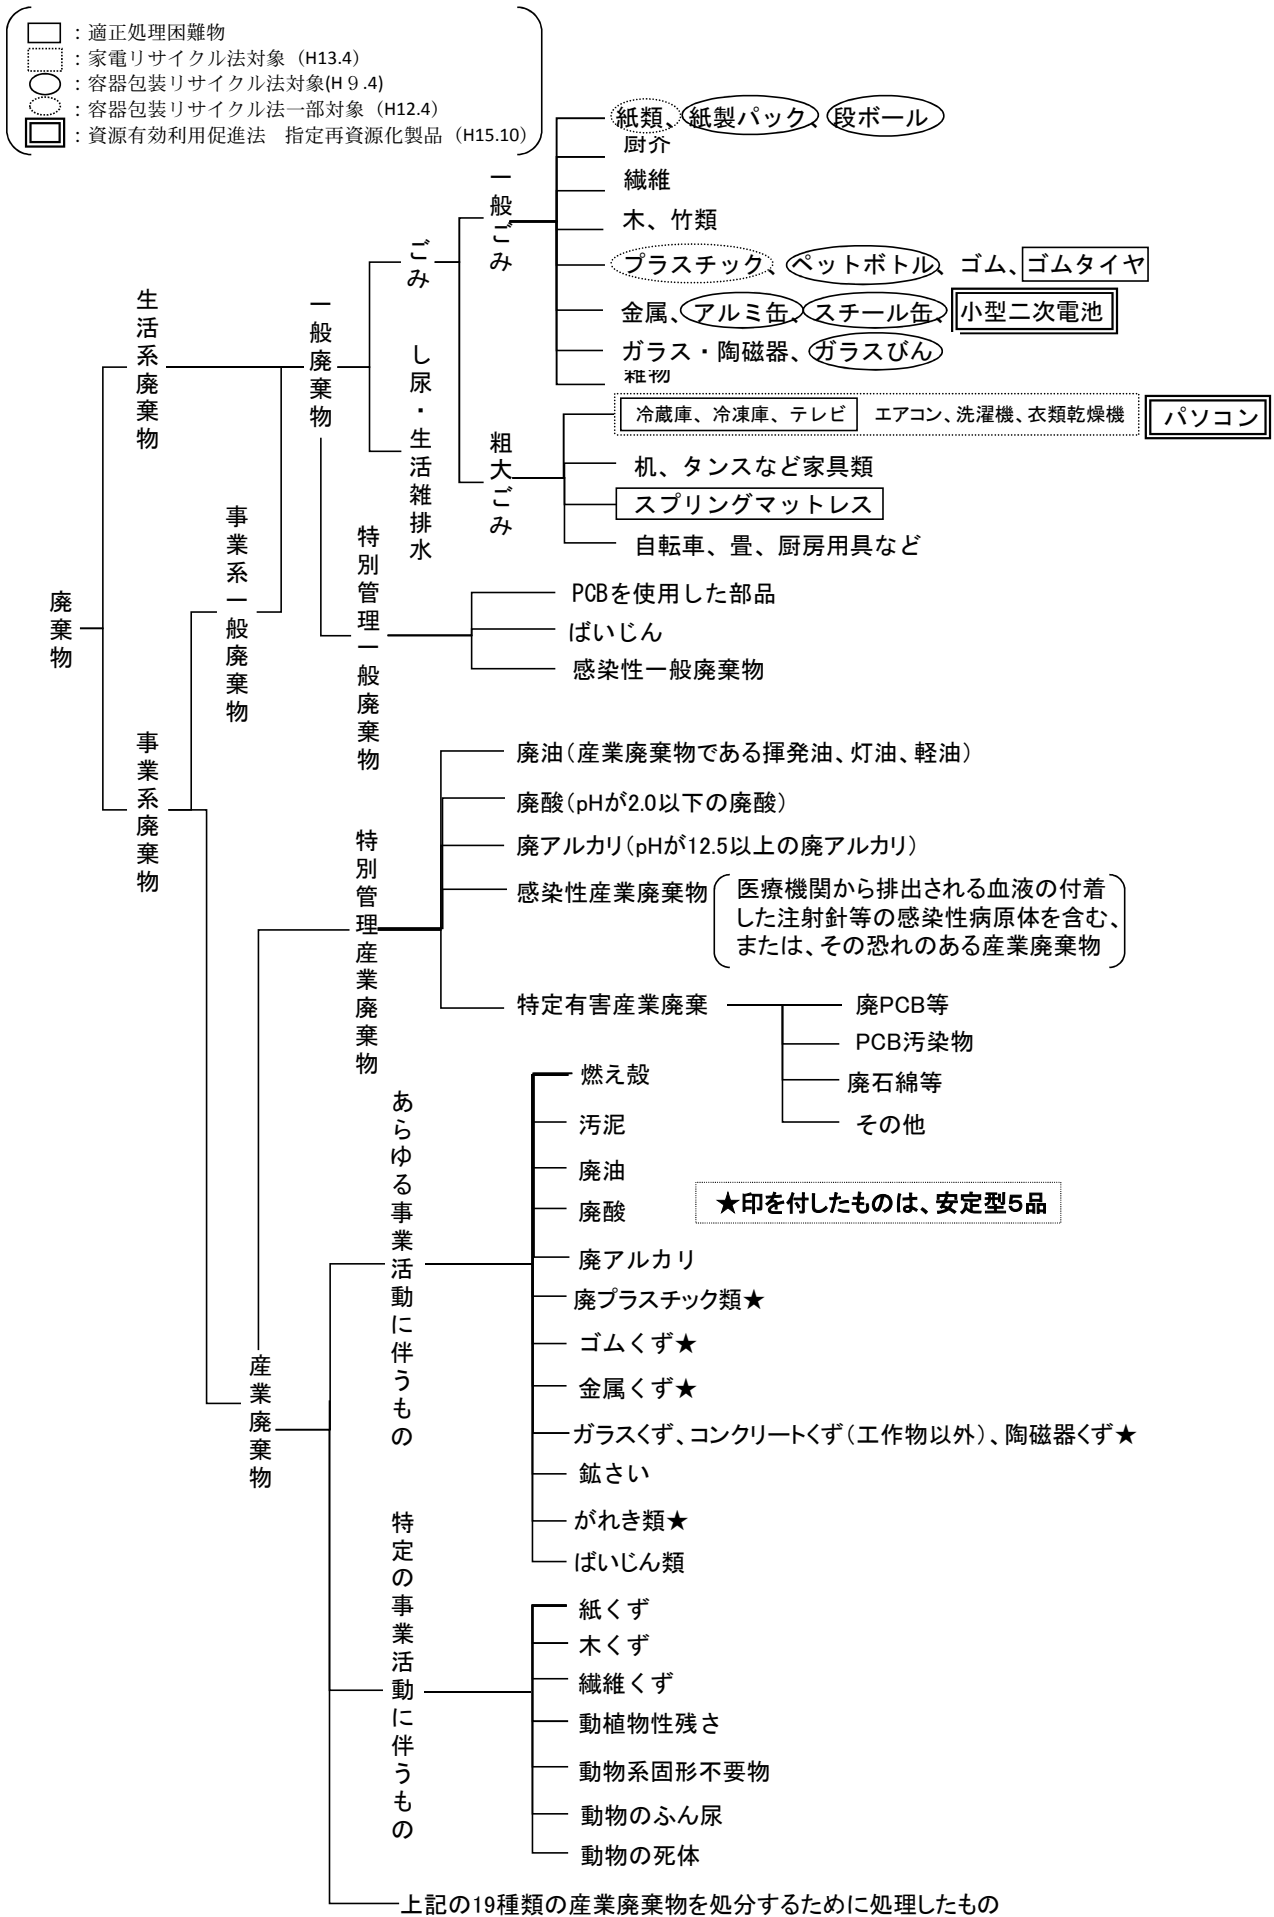 ：適正処理困難物
：家電リサイクル法対象（H13.4）
：容器包装リサイクル法対象(H９.4)
：容器包装リサイクル法一部対象（H12.4）
：資源有効利用促進法　指定再資源化製品（H15.10）
廃棄物
生活系廃棄物
事業系廃棄物
事業系一般廃棄物
一般廃棄物
ごみ
し尿・生活雑排水
一般ごみ
紙類、紙製パック、段ボール
厨芥
繊維
木、竹類
プラスチック、ペットボトル、ゴム、ゴムタイヤ
金属、アルミ缶、スチール缶、小型二次電池
ガラス・陶磁器、ガラスびん
雑物
粗大ごみ
冷蔵庫、冷凍庫、テレビ　エアコン、洗濯機、衣類乾燥機　パソコン
机、タンスなど家具類
スプリングマットレス
自転車、畳、厨房用具など
特別管理一般廃棄物
PCBを使用した部品
ばいじん
感染性一般廃棄物
特別管理産業廃棄物
廃油（産業廃棄物である揮発油、灯油、軽油）
廃酸（pHが2.0以下の廃酸）
廃アルカリ（pHが12.5以上の廃アルカリ）
感染性産業廃棄物
医療機関から排出される血液の付着
した注射針等の感染性病原体を含む、
または、その恐れのある産業廃棄物
特定有害産業廃棄
廃PCB等
PCB汚染物
廃石綿等
その他
産業廃棄物
あらゆる事業活動に伴うもの
燃え殻
汚泥
廃油
廃酸
★印を付したものは、安定型5品
廃アルカリ
廃プラスチック類★
ゴムくず★
金属くず★
ガラスくず、コンクリートくず（工作物以外）、陶磁器くず★
鉱さい
がれき類★
ばいじん類
特定の事業活動に伴うもの
紙くず
木くず
繊維くず
動植物性残さ
動物系固形不要物
動物のふん尿
動物の死体
上記の19種類の産業廃棄物を処分するために処理したもの